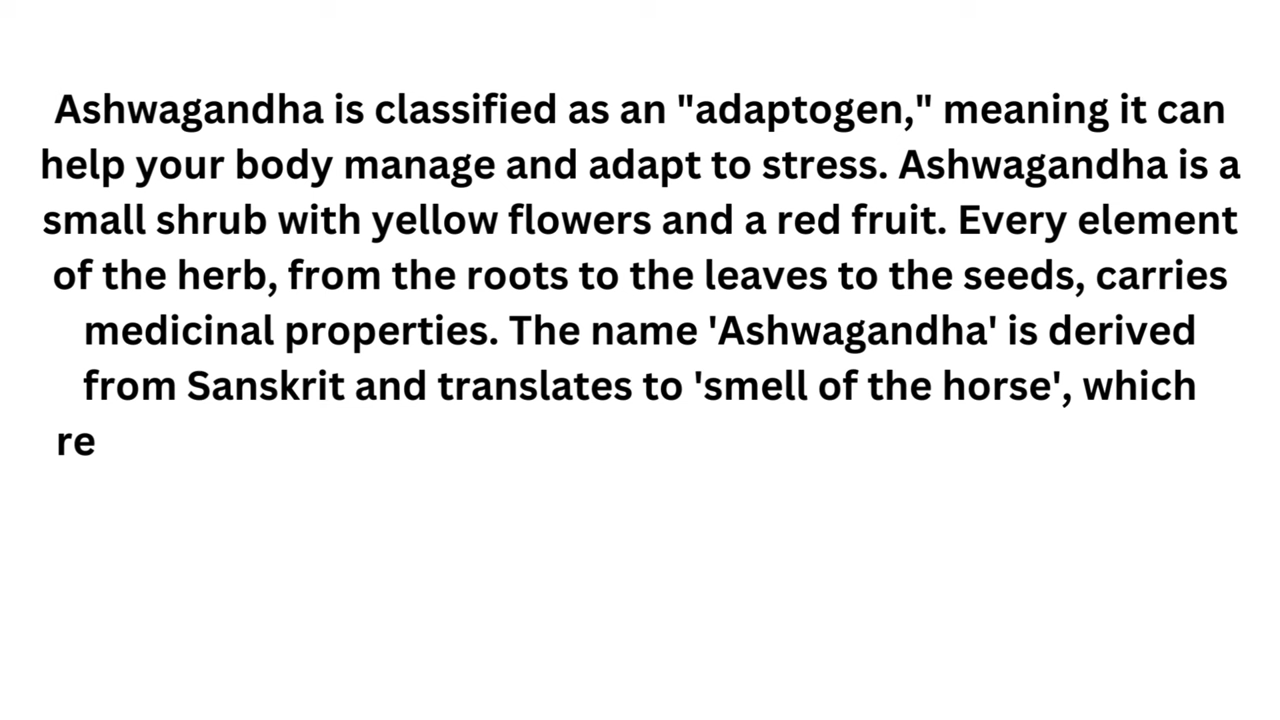 Ashwagandha is classified as an "adaptogen," meaning it can
help your body manage and adapt to stress. Ashwagandha is a
small shrub with yellow flowers and a red fruit. Every element
of the herb, from the roots to the leaves to the seeds, carries
medicinal properties. The name 'Ashwagandha' is derived
from Sanskrit and translates to 'smell of the horse', which
re